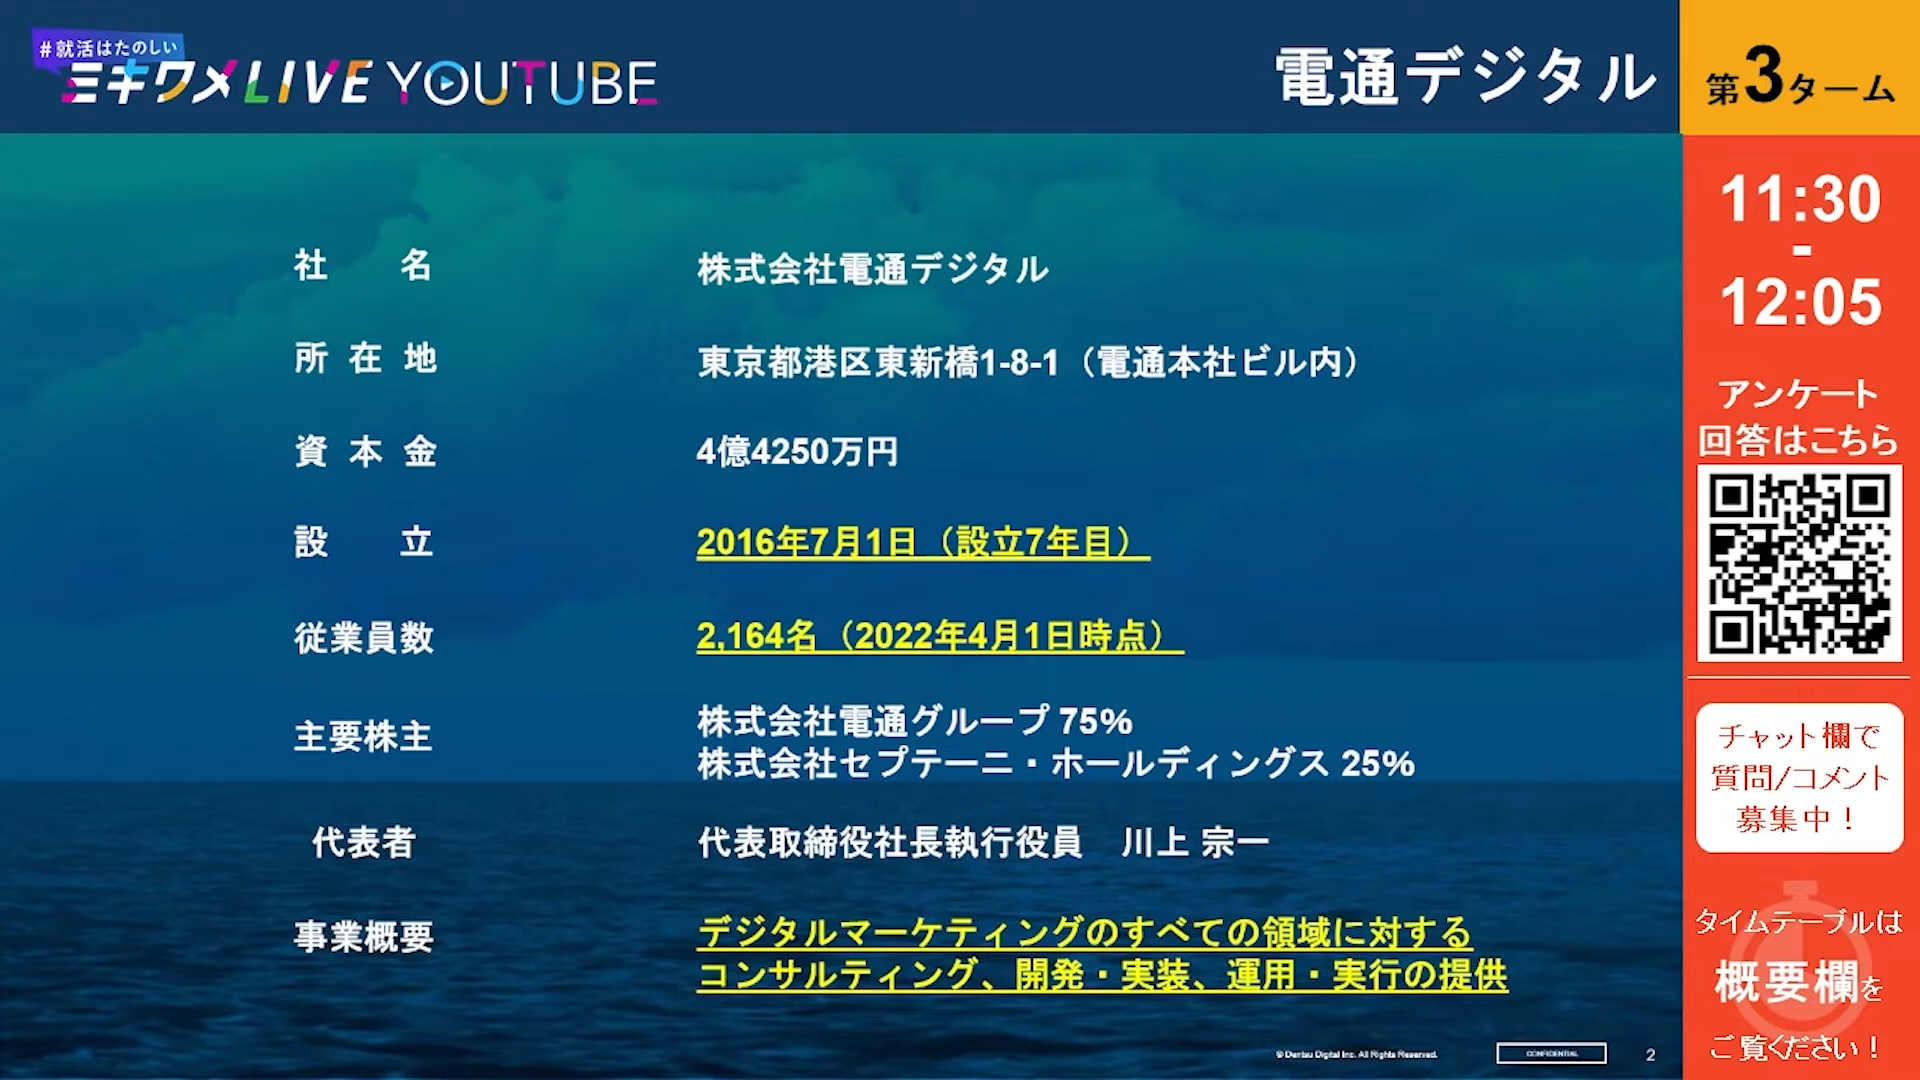 #就活はたのしい
ミキワメLIVE YOUTUBE
電通デジタル
第3ターム
社名 株式会社電通デジタル
所在地 東京都港区東新橋1-8-1（電通本社ビル内）
資本金 4億4250万円
設立 2016年7月1日（設立7年目）
従業員数 2,164名（2022年4月1日時点）
主要株主 株式会社電通グループ 75%
株式会社セプテーニ・ホールディングス 25%
代表者 代表取締役社長執行役員 川上 宗一
事業概要 デジタルマーケティングのすべての領域に対する
コンサルティング、開発・実装、運用・実行の提供
© Dentsu Digital Inc. All Rights Reserved.
CONFIDENTIAL
2
11:30
-
12:05
アンケート
回答はこちら
チャット欄で
質問/コメント
募集中！
タイムテーブルは
概要欄を
ご覧ください！